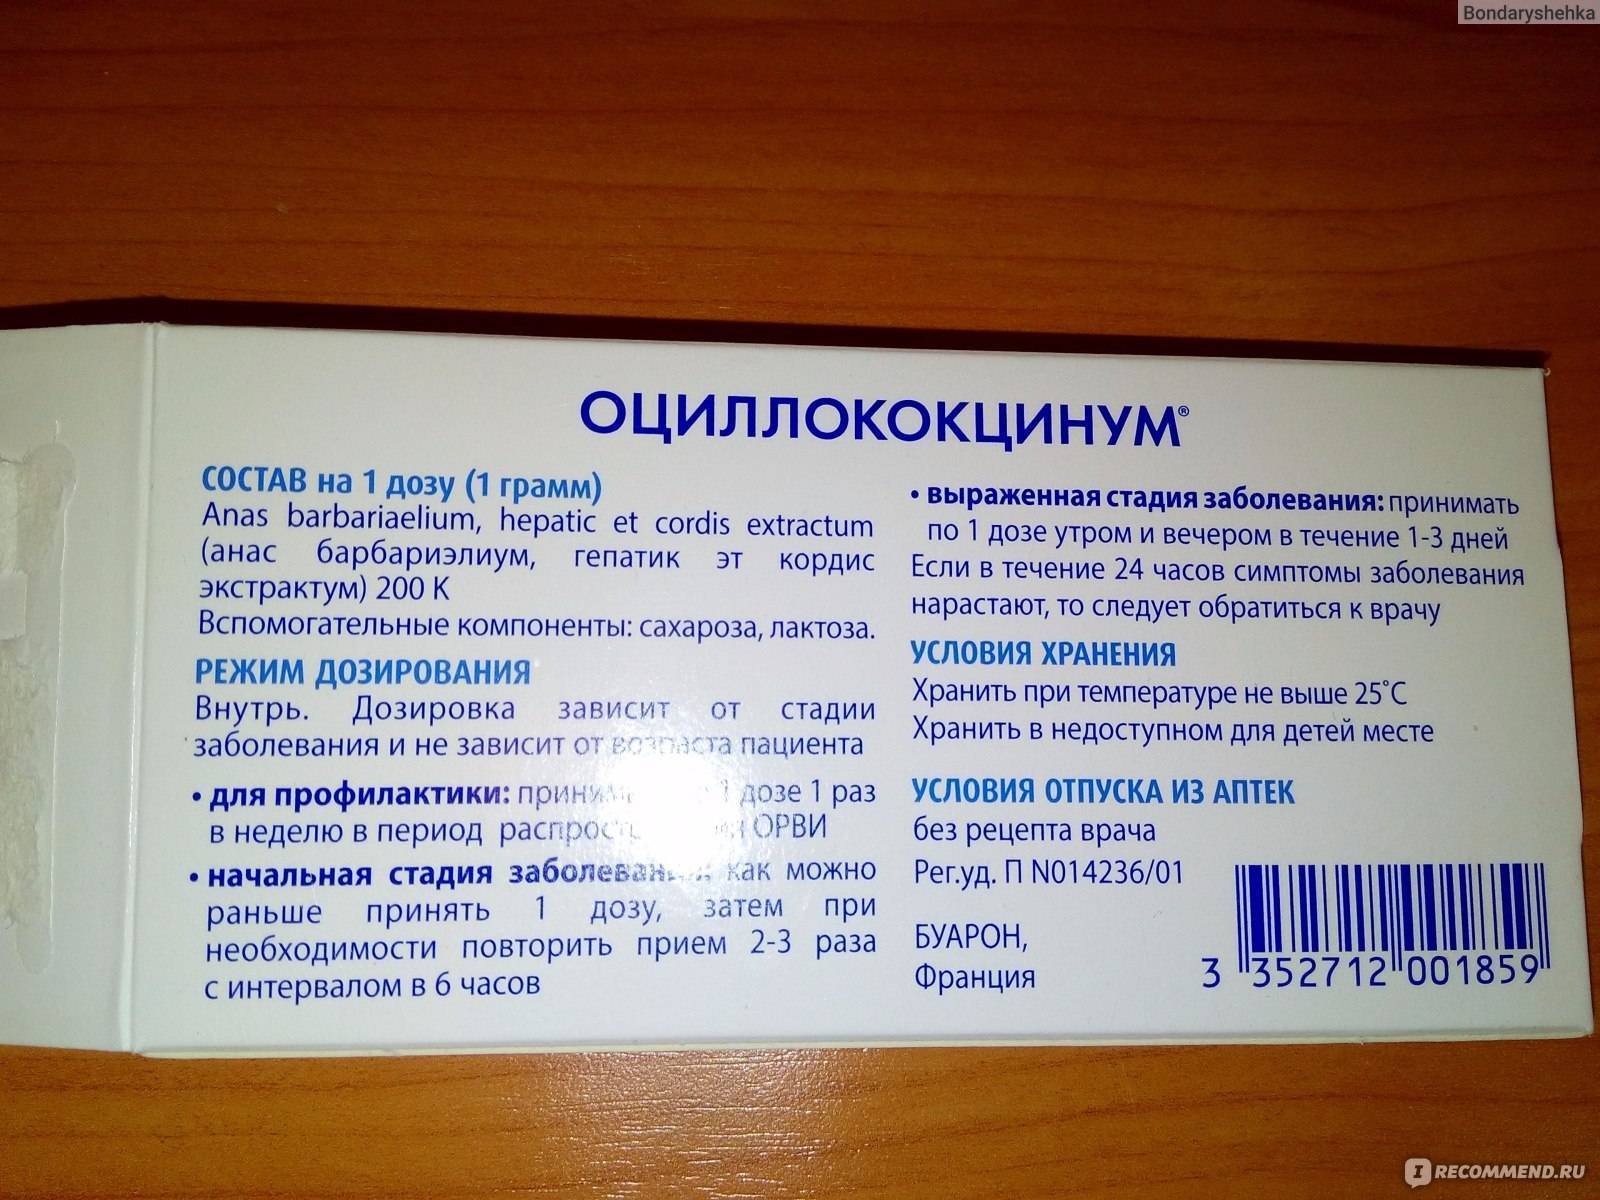 Bondaryshehka
ОЦИЛЛОКОКЦИНУМ®
СОСТАВ на 1 дозу (1 грамм)
Anas barbariaelium, hepatic et cordis extractum
(анас барбариэлиум, гепатик эт кордис
экстрактум) 200 К
Вспомогательные компоненты: сахароза, лактоза.
РЕЖИМ ДОЗИРОВАНИЯ
Внутрь. Дозировка зависит от стадии
заболевания и не зависит от возраста пациента
• для профилактики: 1 дозе 1 раз
в неделю в период ОРВИ
• начальная стадия заболевания: как можно
раньше принять 1 дозу, затем при
необходимости повторить прием 2-3 раза
с интервалом в 6 часов
• выраженная стадия заболевания: принимать
по 1 дозе утром и вечером в течение 1-3 дней
Если в течение 24 часов симптомы заболевания
нарастают, то следует обратиться к врачу
УСЛОВИЯ ХРАНЕНИЯ
Хранить при температуре не выше 25˚С
Хранить в недоступном для детей месте
УСЛОВИЯ ОТПУСКА ИЗ АПТЕК
без рецепта врача
Рег.уд. П N014236/01
БУАРОН,
Франция
3 352712 001859
IRECOMMEND.RU